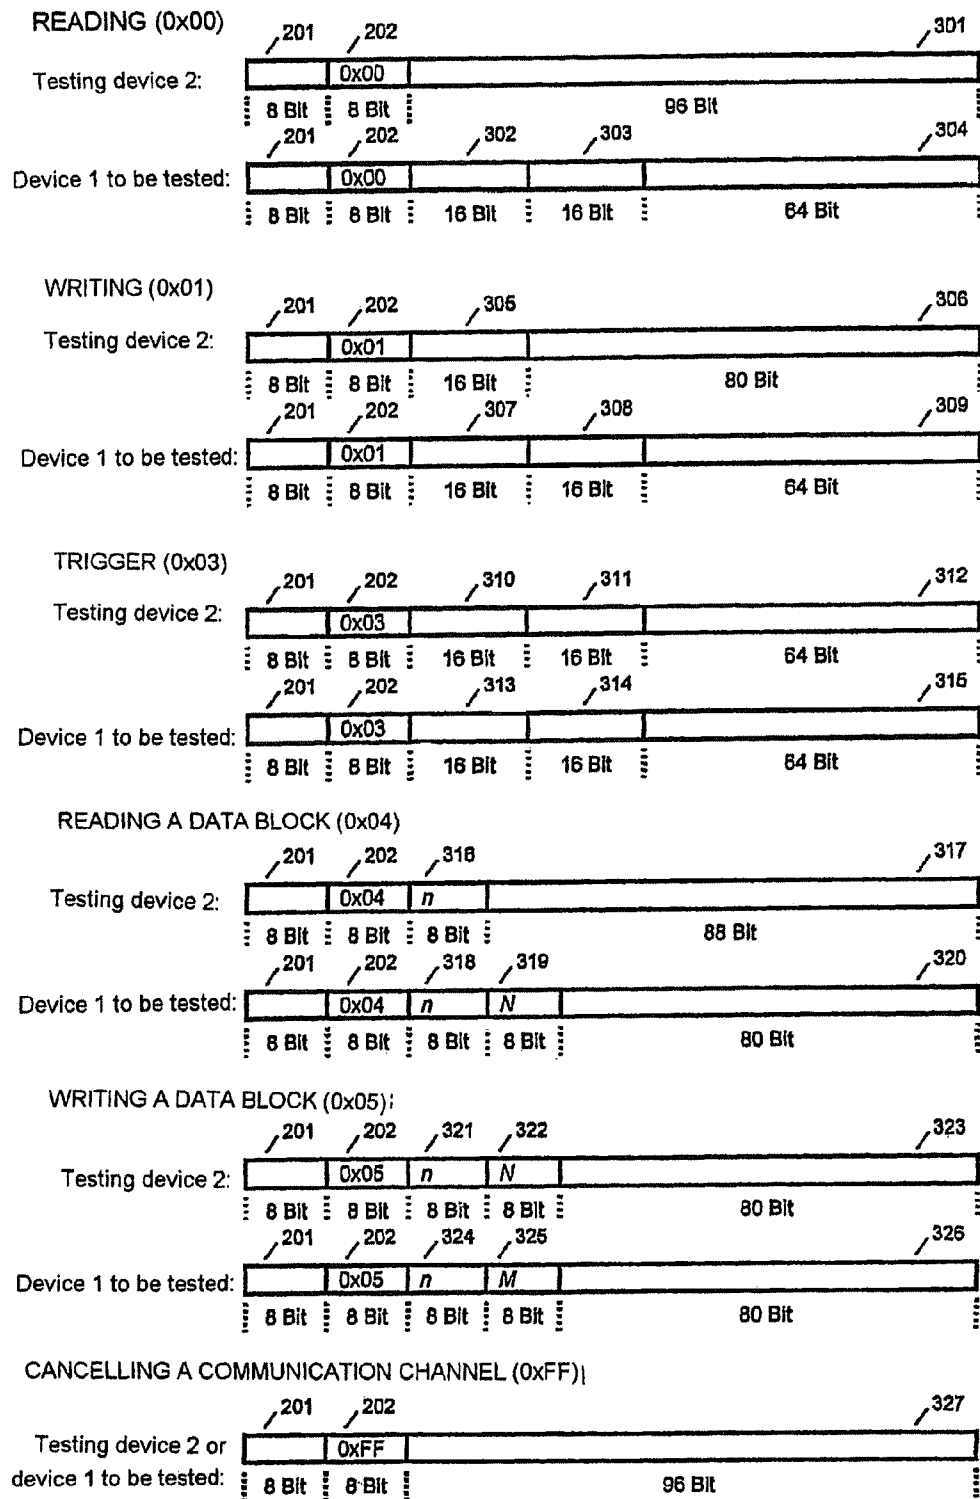 READING (0x00)
201 202 301
Testing device 2: 0x00
8 Bit 8 Bit 96 Bit
201 202 302 303 304
Device 1 to be tested: 0x00
8 Bit 8 Bit 16 Bit 16 Bit 64 Bit
WRITING (0x01)
201 202 305 306
Testing device 2: 0x01
8 Bit 8 Bit 16 Bit 80 Bit
201 202 307 308 309
Device 1 to be tested: 0x01
8 Bit 8 Bit 16 Bit 16 Bit 64 Bit
TRIGGER (0x03)
201 202 310 311 312
Testing device 2: 0x03
8 Bit 8 Bit 16 Bit 16 Bit 64 Bit
201 202 313 314 315
Device 1 to be tested: 0x03
8 Bit 8 Bit 16 Bit 16 Bit 64 Bit
READING A DATA BLOCK (0x04)
201 202 316 317
Testing device 2: 0x04 n
8 Bit 8 Bit 8 Bit 88 Bit
201 202 318 319 320
Device 1 to be tested: 0x04 n N
8 Bit 8 Bit 8 Bit 8 Bit 80 Bit
WRITING A DATA BLOCK (0x05):
201 202 321 322 323
Testing device 2: 0x05 n N
8 Bit 8 Bit 8 Bit 8 Bit 80 Bit
201 202 324 325 326
Device 1 to be tested: 0x05 n M
8 Bit 8 Bit 8 Bit 8 Bit 80 Bit
CANCELLING A COMMUNICATION CHANNEL (0xFF)
201 202 327
Testing device 2 or 0xFF
device 1 to be tested: 8 Bit 8 Bit 96 Bit